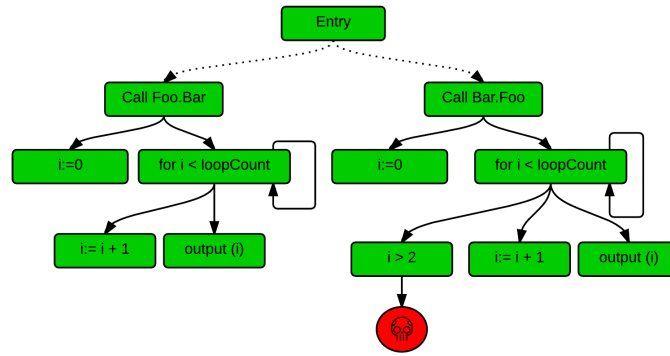 Entry
Call Foo.Bar
Call Bar.Foo
i:=0
for i < loopCount
i:=0
for i < loopCount
i:= i + 1
output (i)
i > 2
i:= i + 1
output (i)